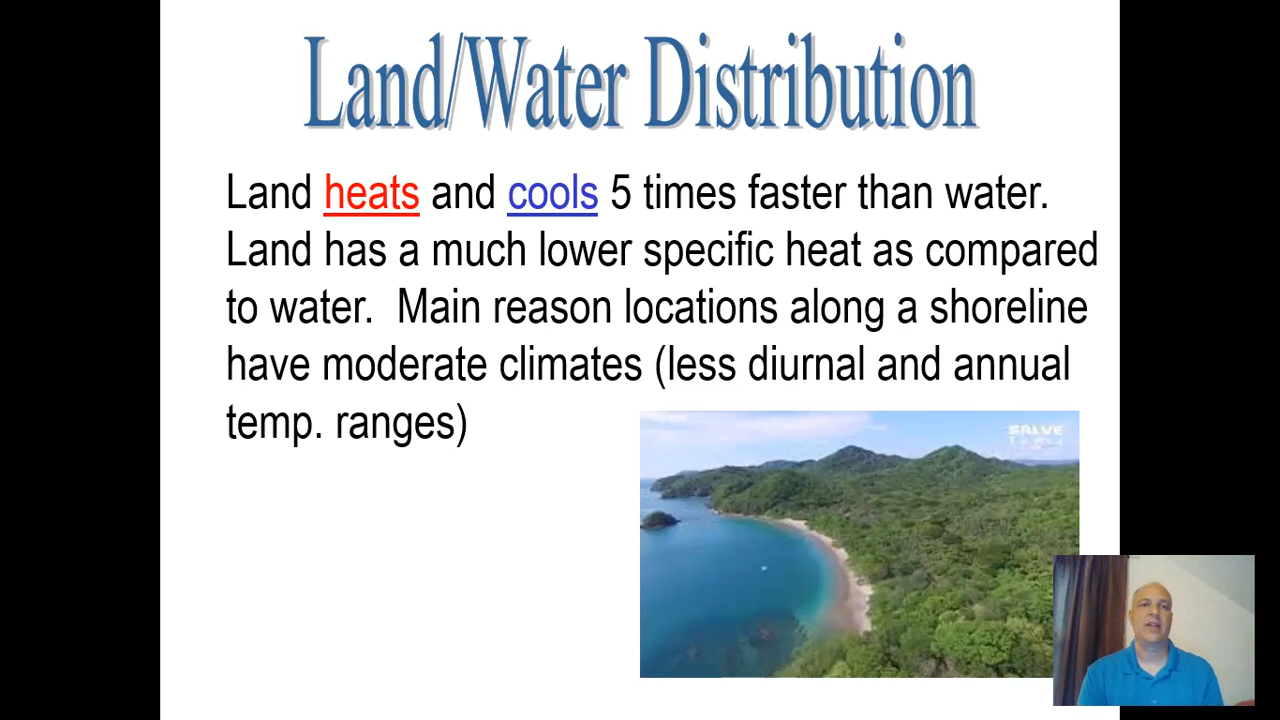 Land/Water Distribution
Land heats and cools 5 times faster than water.
Land has a much lower specific heat as compared
to water.  Main reason locations along a shoreline
have moderate climates (less diurnal and annual
temp. ranges)
SALVE